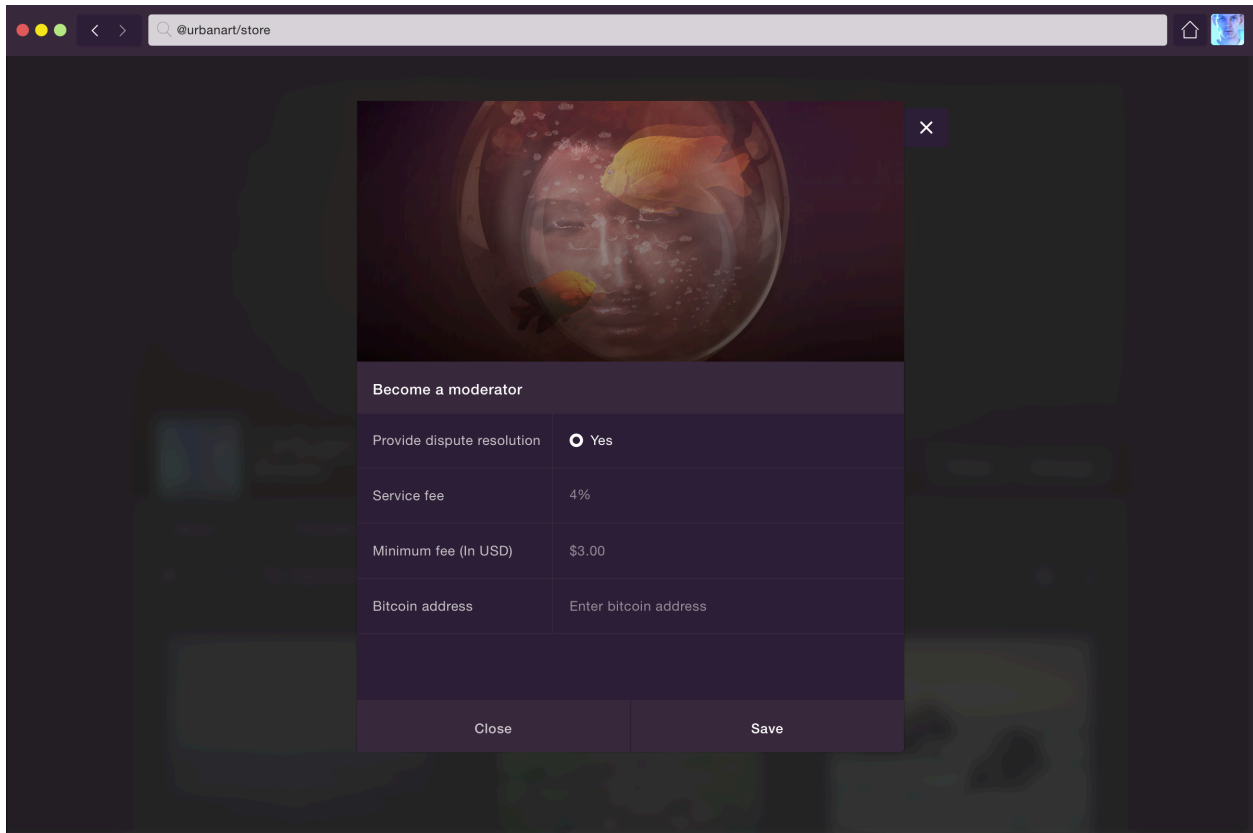 @urbanart/store
Become a moderator
Provide dispute resolution Yes
Service fee 4%
Minimum fee (In USD) $3.00
Bitcoin address Enter bitcoin address
Close Save